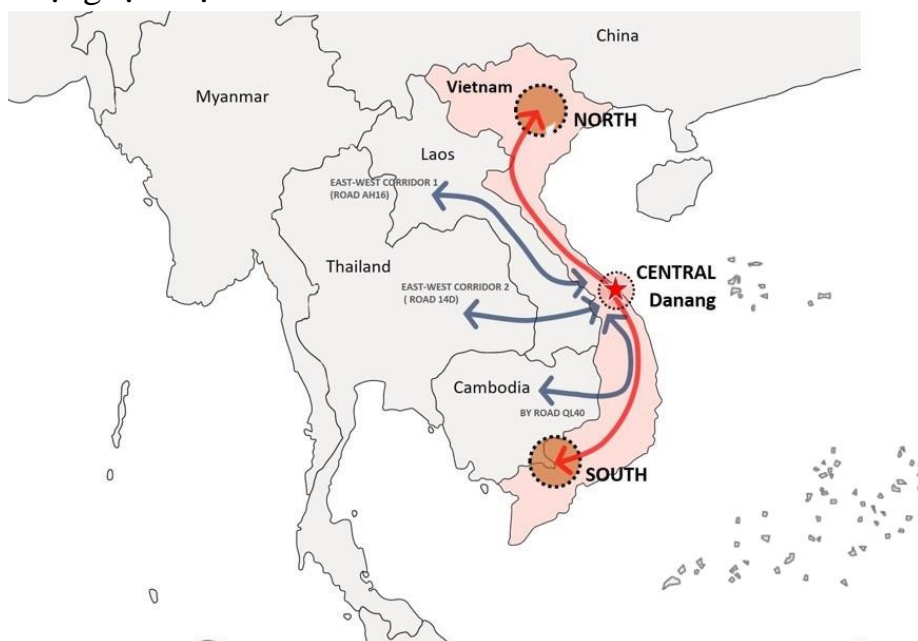 China
Myanmar
Vietnam
NORTH
Laos
EAST-WEST CORRIDOR 1
(ROAD AH16)
Thailand
CENTRAL
Danang
EAST-WEST CORRIDOR 2
( ROAD 14D)
Cambodia
BY ROAD QL40
SOUTH